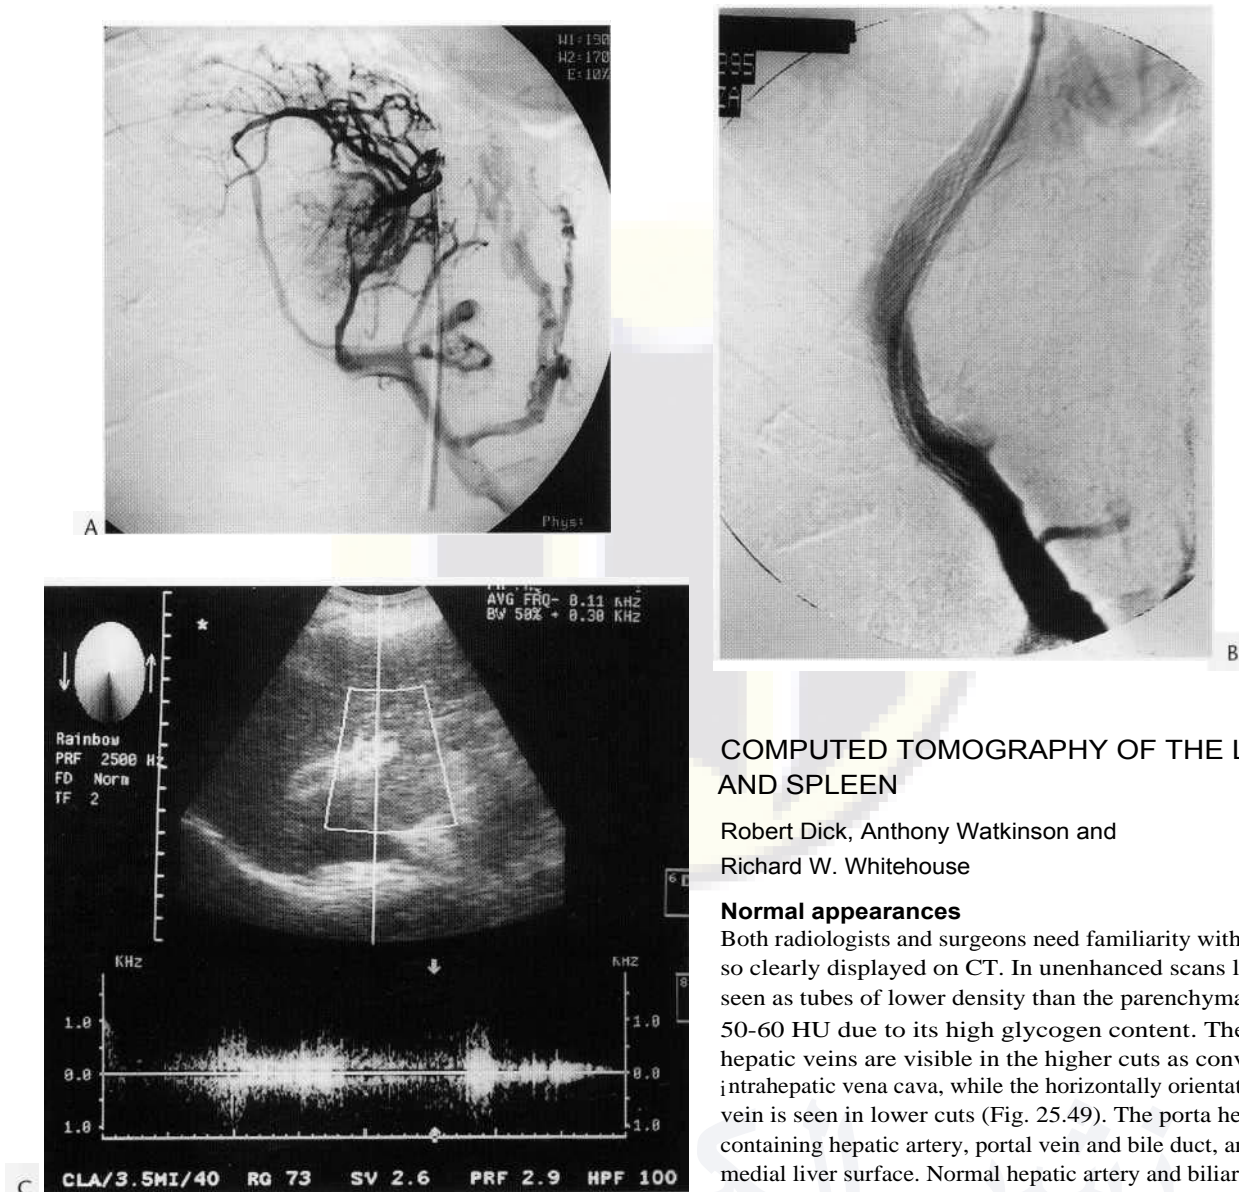 W1:190
W2:170
E:10%
Phys:
A
B
AVG FRQ- 0.11 KHz
BW 50% + 0.30 KHz
*
Rainbow
PRF 2500 Hz
FD Norm
TF 2
6
KHz
KHz
8
1.0
1.0
0.0
0.0
1.0
1.0
CLA/3.5MI/40 RG 73 SV 2.6 PRF 2.9 HPF 100
C
COMPUTED TOMOGRAPHY OF THE L
AND SPLEEN
Robert Dick, Anthony Watkinson and
Richard W. Whitehouse
Normal appearances
Both radiologists and surgeons need familiarity with
so clearly displayed on CT. In unenhanced scans l
seen as tubes of lower density than the parenchyma
50-60 HU due to its high glycogen content. The
hepatic veins are visible in the higher cuts as conv
intrahepatic vena cava, while the horizontally orientat
vein is seen in lower cuts (Fig. 25.49). The porta he
containing hepatic artery, portal vein and bile duct, ar
medial liver surface. Normal hepatic artery and biliar